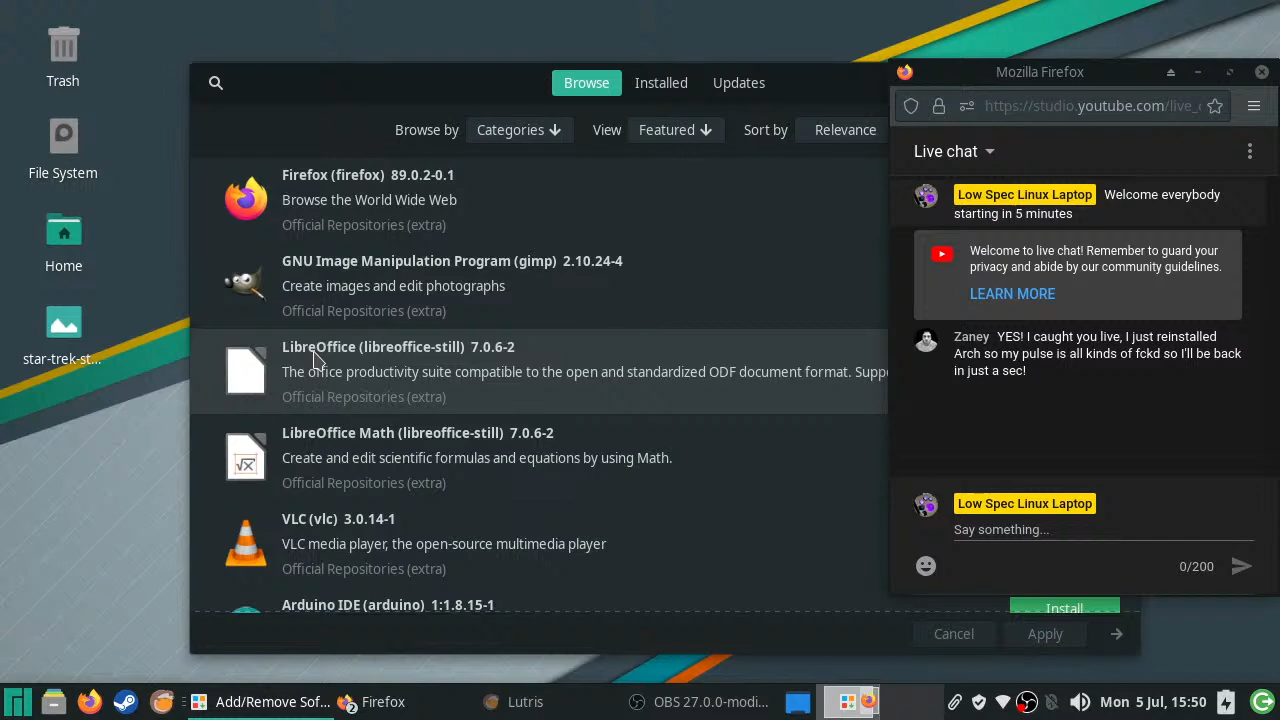 Trash
File System
Home
star-trek-st...
Browse
Installed
Updates
Browse by
Categories
View
Featured
Sort by
Relevance
Firefox (firefox) 89.0.2-0.1
Browse the World Wide Web
Official Repositories (extra)
GNU Image Manipulation Program (gimp) 2.10.24-4
Create images and edit photographs
Official Repositories (extra)
LibreOffice (libreoffice-still) 7.0.6-2
The office productivity suite compatible to the open and standardized ODF document format. Suppo
Official Repositories (extra)
LibreOffice Math (libreoffice-still) 7.0.6-2
Create and edit scientific formulas and equations by using Math.
Official Repositories (extra)
VLC (vlc) 3.0.14-1
VLC media player, the open-source multimedia player
Official Repositories (extra)
Arduino IDE (arduino) 1:1.8.15-1
Install
Cancel
Apply
Mozilla Firefox
https://studio.youtube.com/live_c
Live chat
Low Spec Linux Laptop Welcome everybody
starting in 5 minutes
Welcome to live chat! Remember to guard your
privacy and abide by our community guidelines.
LEARN MORE
Zaney YES! I caught you live, I just reinstalled
Arch so my pulse is all kinds of fckd so I'll be back
in just a sec!
Low Spec Linux Laptop
Say something...
0/200
Add/Remove Sof...
2
Firefox
Lutris
OBS 27.0.0-modi...
Mon 5 Jul, 15:50